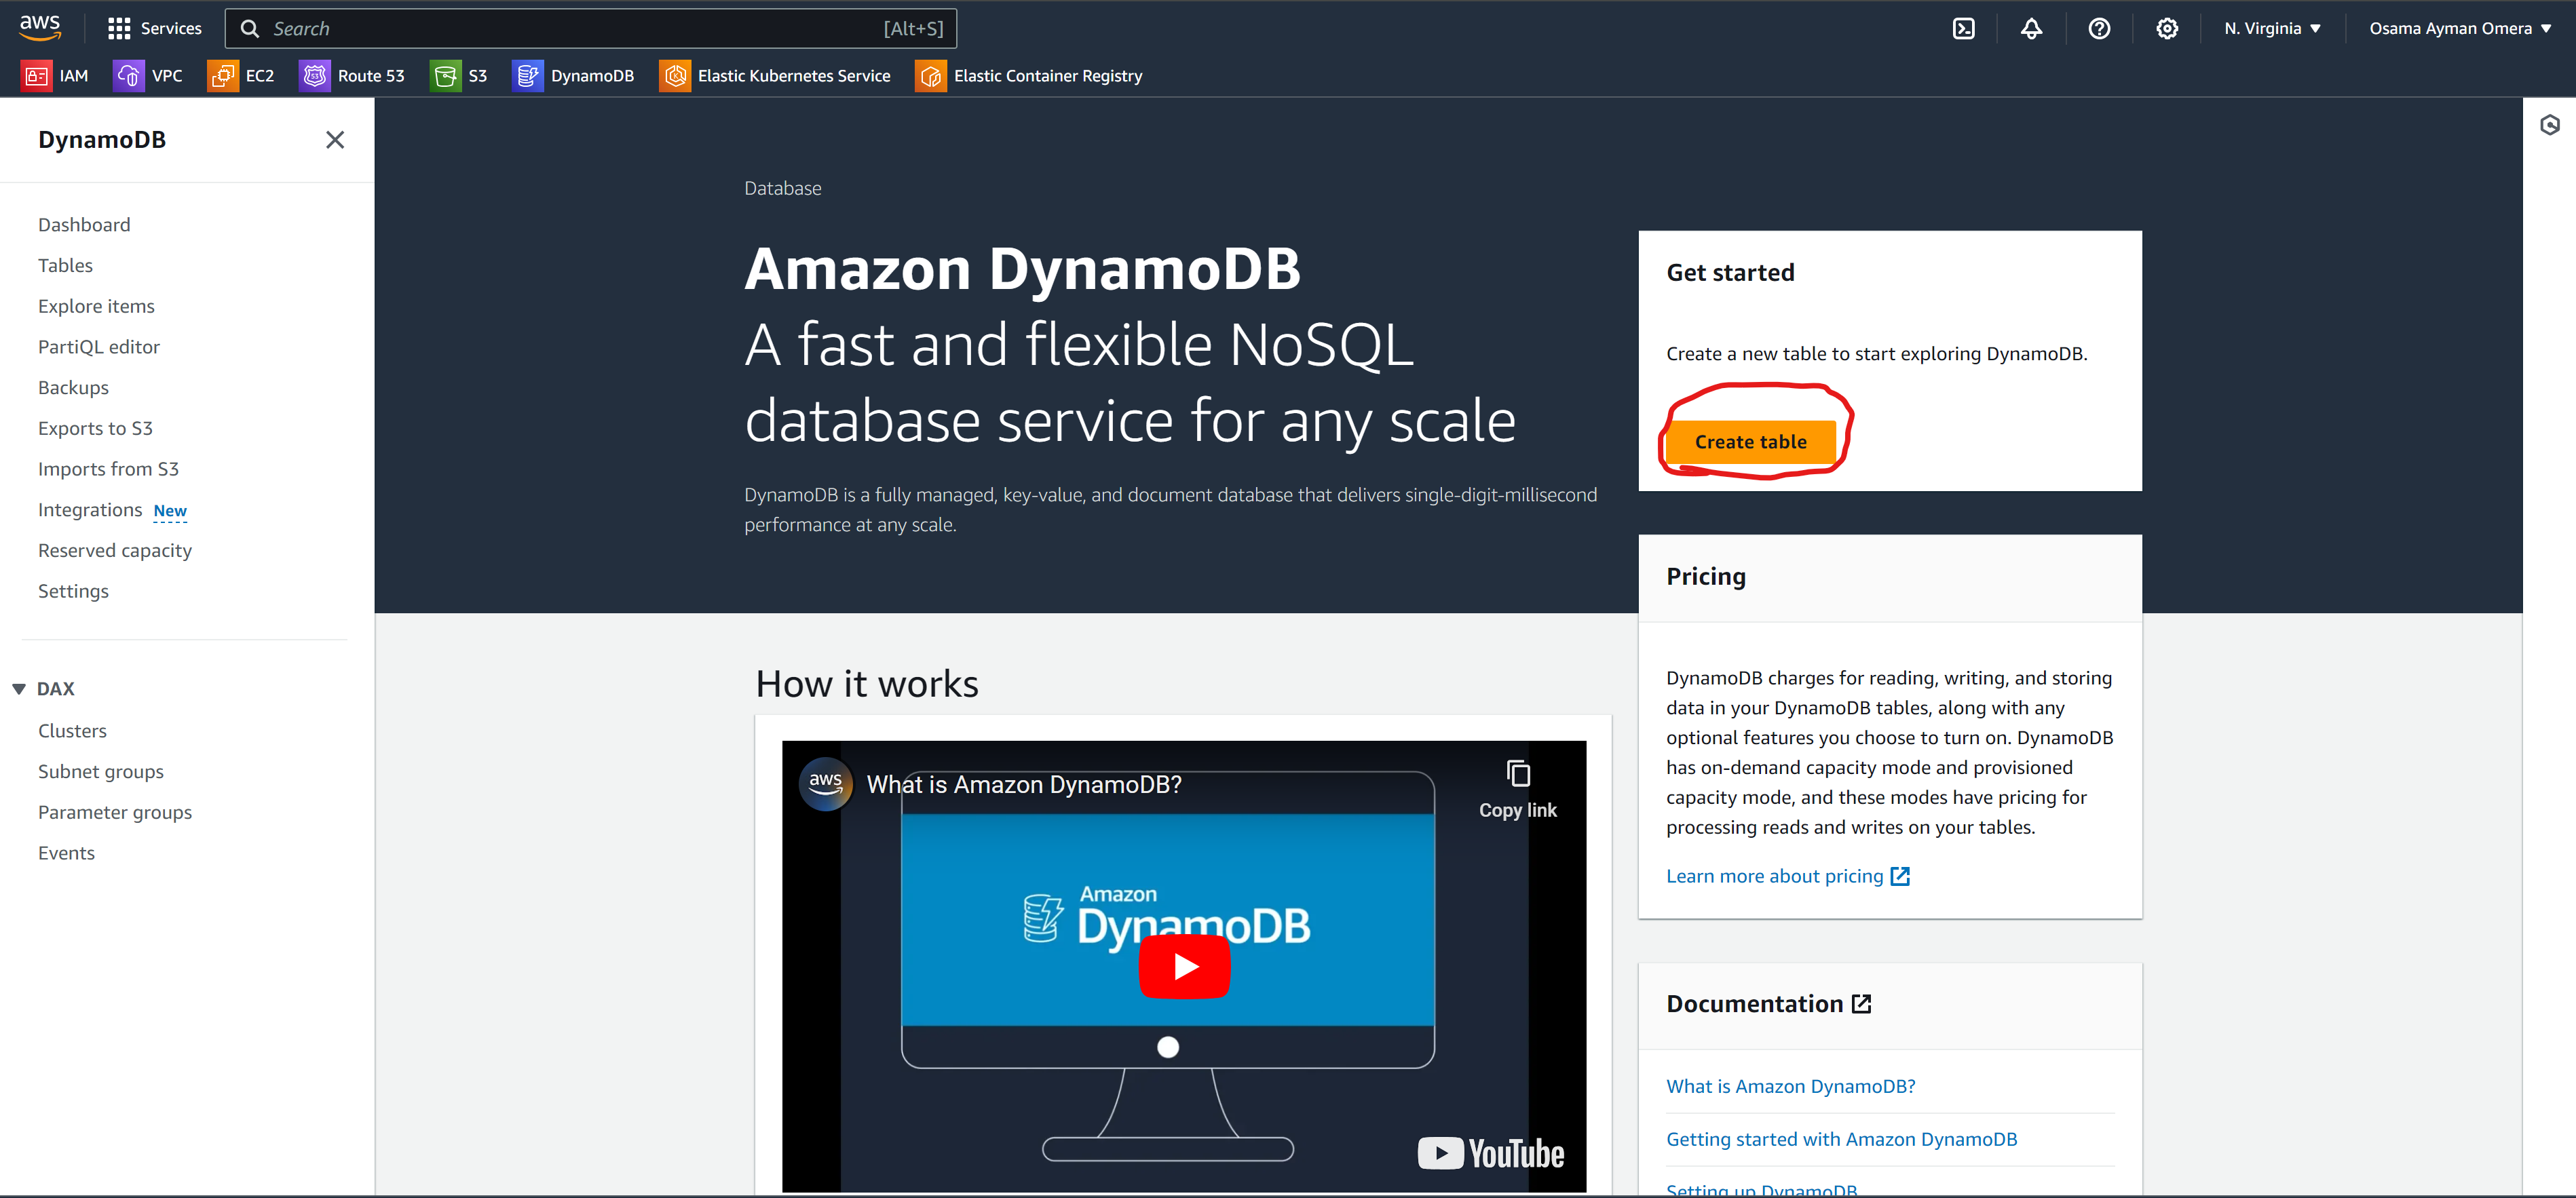 aws
Services
Search
[Alt+S]
N. Virginia
Osama Ayman Omera
IAM
VPC
EC2
Route 53
S3
DynamoDB
Elastic Kubernetes Service
Elastic Container Registry
DynamoDB
Dashboard
Tables
Explore items
PartiQL editor
Backups
Exports to S3
Imports from S3
Integrations New
Reserved capacity
Settings
DAX
Clusters
Subnet groups
Parameter groups
Events
Database
Amazon DynamoDB
A fast and flexible NoSQL
database service for any scale
DynamoDB is a fully managed, key-value, and document database that delivers single-digit-millisecond
performance at any scale.
Get started
Create a new table to start exploring DynamoDB.
Create table
How it works
aws
What is Amazon DynamoDB?
Copy link
Amazon
DynamoDB
YouTube
Pricing
DynamoDB charges for reading, writing, and storing
data in your DynamoDB tables, along with any
optional features you choose to turn on. DynamoDB
has on-demand capacity mode and provisioned
capacity mode, and these modes have pricing for
processing reads and writes on your tables.
Learn more about pricing
Documentation
What is Amazon DynamoDB?
Getting started with Amazon DynamoDB
Setting up DynamoDB